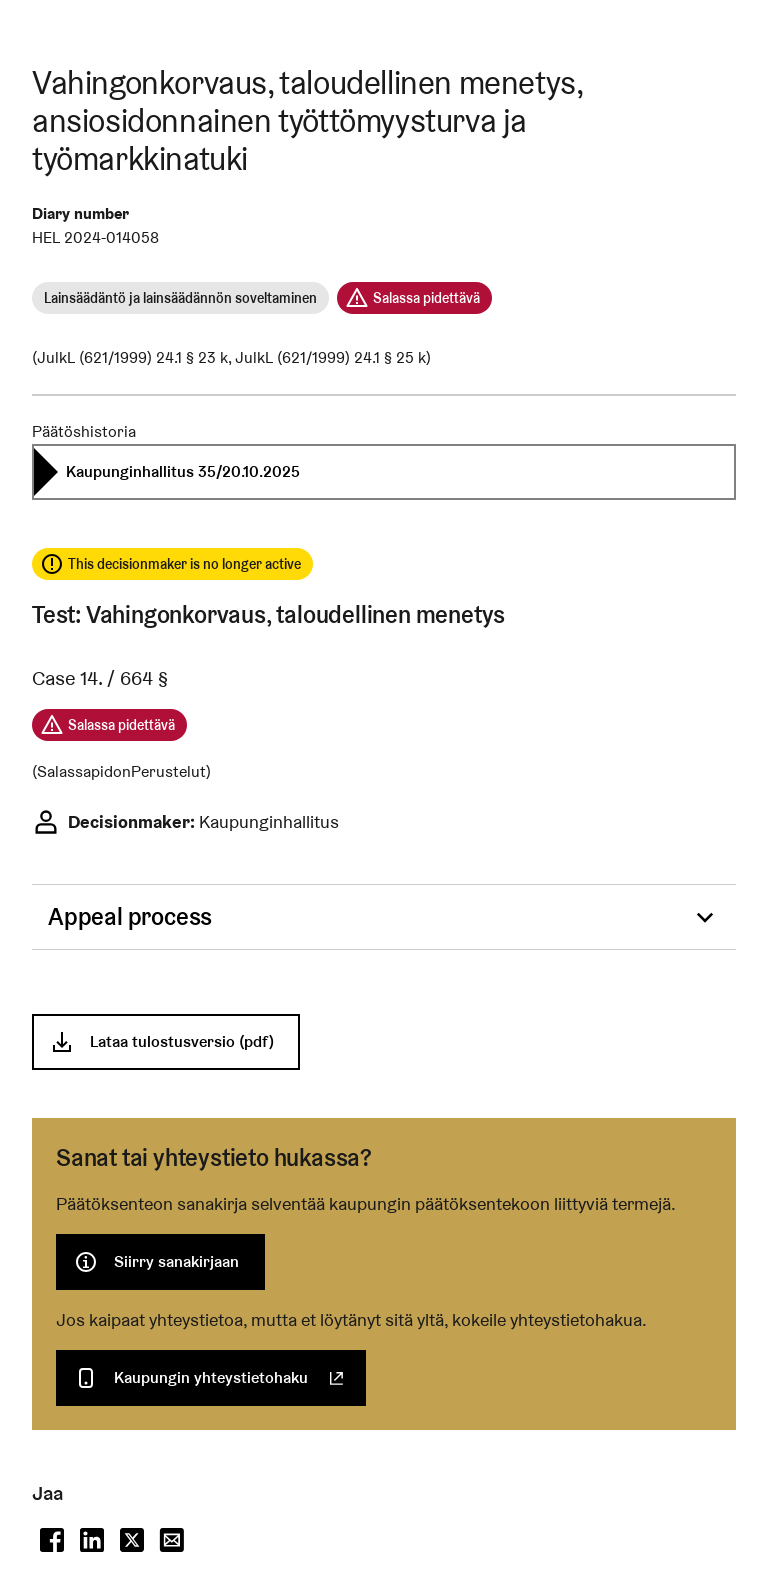 Vahingonkorvaus, taloudellinen menetys,
ansiosidonnainen työttömyysturva ja
työmarkkinatuki
Diary number
HEL 2024-014058
Lainsäädäntö ja lainsäädännön soveltaminen
Salassa pidettävä
(JulkL (621/1999) 24.1 § 23 k, JulkL (621/1999) 24.1 § 25 k)
Päätöshistoria
Kaupunginhallitus 35/20.10.2025
This decisionmaker is no longer active
Test: Vahingonkorvaus, taloudellinen menetys
Case 14. / 664 §
Salassa pidettävä
(SalassapidonPerustelut)
Decisionmaker: Kaupunginhallitus
Appeal process
Lataa tulostusversio (pdf)
Sanat tai yhteystieto hukassa?
Päätöksenteon sanakirja selventää kaupungin päätöksentekoon liittyviä termejä.
Siirry sanakirjaan
Jos kaipaat yhteystietoa, mutta et löytänyt sitä yltä, kokeile yhteystietohakua.
Kaupungin yhteystietohaku
Jaa